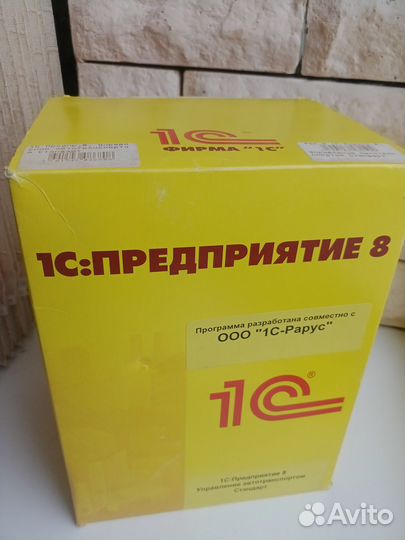 1С®
ФИРМА "1С"
1С:ПРЕДПРИЯТИЕ 8
Программа разработана совместно с
ООО "1С-Рарус"
1С®
1С:Предприятие 8
Управление автотранспортом
Стандарт
Avito